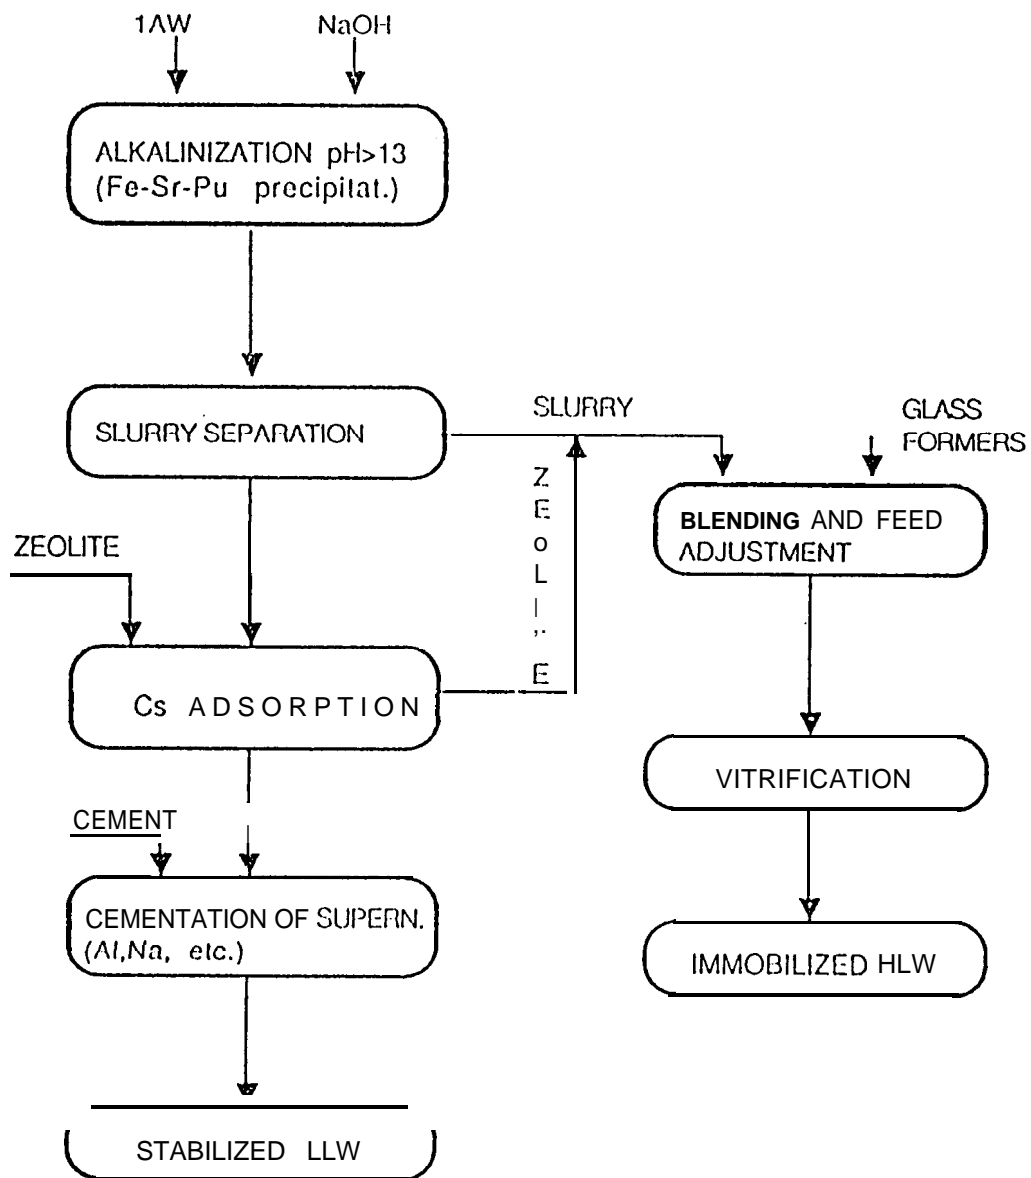 1AW
NaOH
ALKALINIZATION pH>13
(Fe-Sr-Pu precipitat.)
SLURRY SEPARATION
SLURRY
GLASS
FORMERS
Z
E
o
L
I
,.
E
BLENDING AND FEED
ADJUSTMENT
ZEOLITE
Cs ADSORPTION
VITRIFICATION
CEMENT
CEMENTATION OF SUPERN.
(Al,Na, etc.)
IMMOBILIZED HLW
STABILIZED LLW